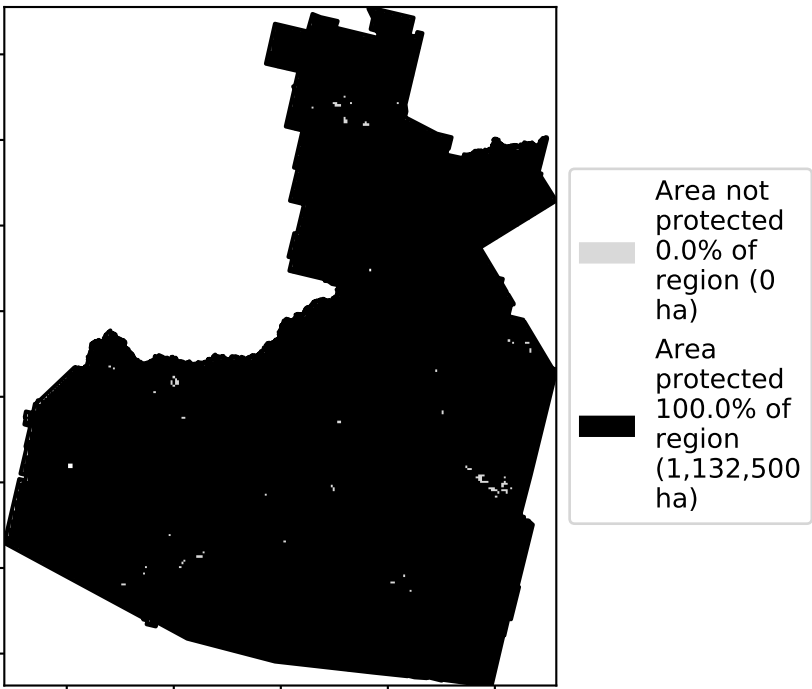 Area not
protected
0.0% of
region (0
ha)
Area
protected
100.0% of
region
(1,132,500
ha)